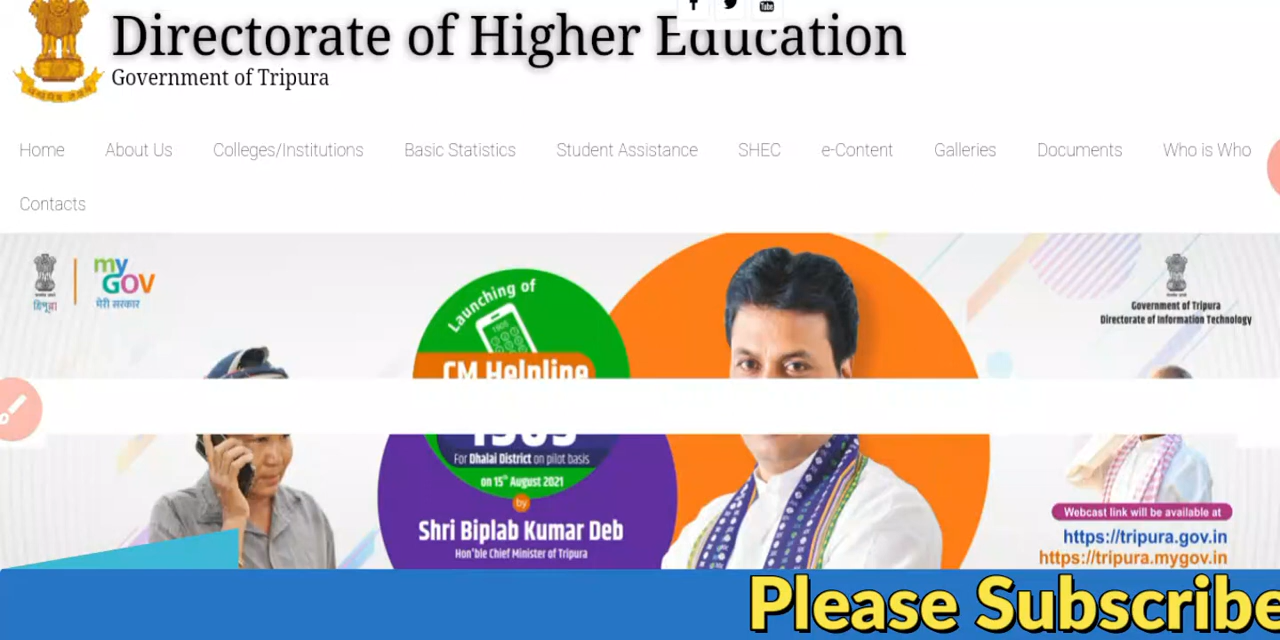 Directorate of Higher Education
Government of Tripura
Home About Us Colleges/Institutions Basic Statistics Student Assistance SHEC e-Content Galleries Documents Who is Who
Contacts
my
GOV
मेरी सरकार
Launching of
CM Helpline
1905
For Dhalai District on pilot basis
on 15th August 2021
by
Shri Biplab Kumar Deb
Hon'ble Chief Minister of Tripura
Government of Tripura
Directorate of Information Technology
Webcast link will be available at
https://tripura.gov.in
https://tripura.mygov.in
Please Subscribe